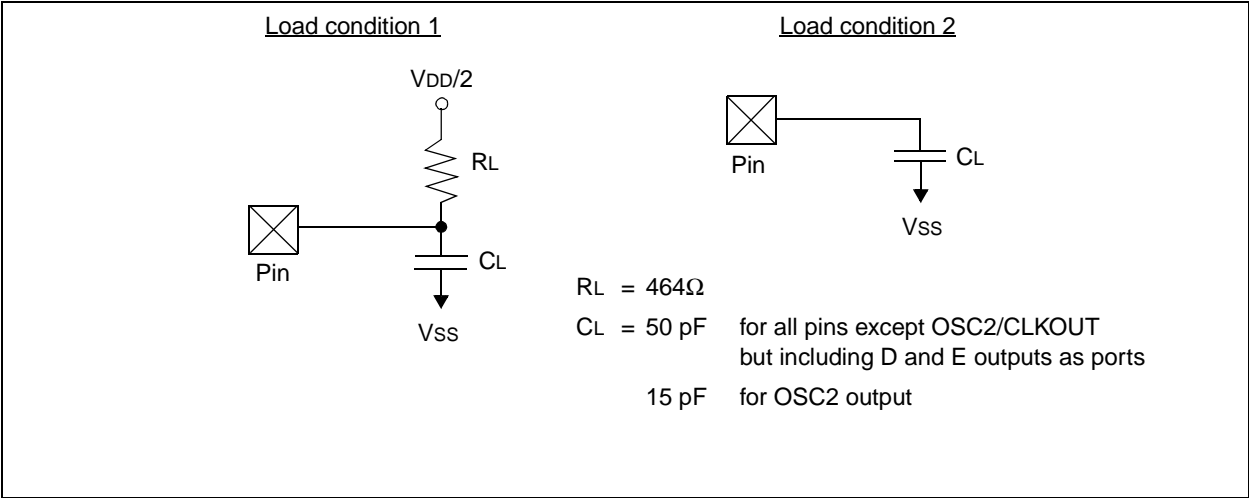 Load condition 1
VDD/2
RL
Pin
CL
VSS
Load condition 2
Pin
CL
VSS
RL = 464Ω
CL = 50 pF for all pins except OSC2/CLKOUT
but including D and E outputs as ports
15 pF for OSC2 output